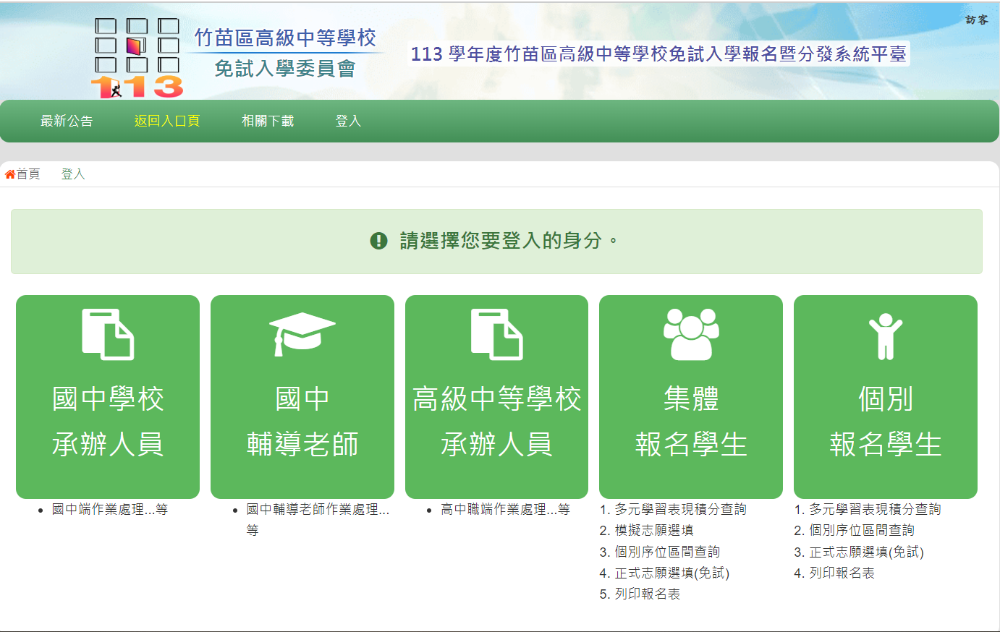 訪客
竹苗區高級中等學校
免試入學委員會
113
113 學年度竹苗區高級中等學校免試入學報名暨分發系統平臺
最新公告
返回入口頁
相關下載
登入
首頁
登入
請選擇您要登入的身分。
國中學校
承辦人員
國中
輔導老師
高級中等學校
承辦人員
集體
報名學生
個別
報名學生
• 國中端作業處理...等
• 國中輔導老師作業處理...
等
• 高中職端作業處理...等
1. 多元學習表現積分查詢
2. 模擬志願選填
3. 個別序位區間查詢
4. 正式志願選填(免試)
5. 列印報名表
1. 多元學習表現積分查詢
2. 個別序位區間查詢
3. 正式志願選填(免試)
4. 列印報名表